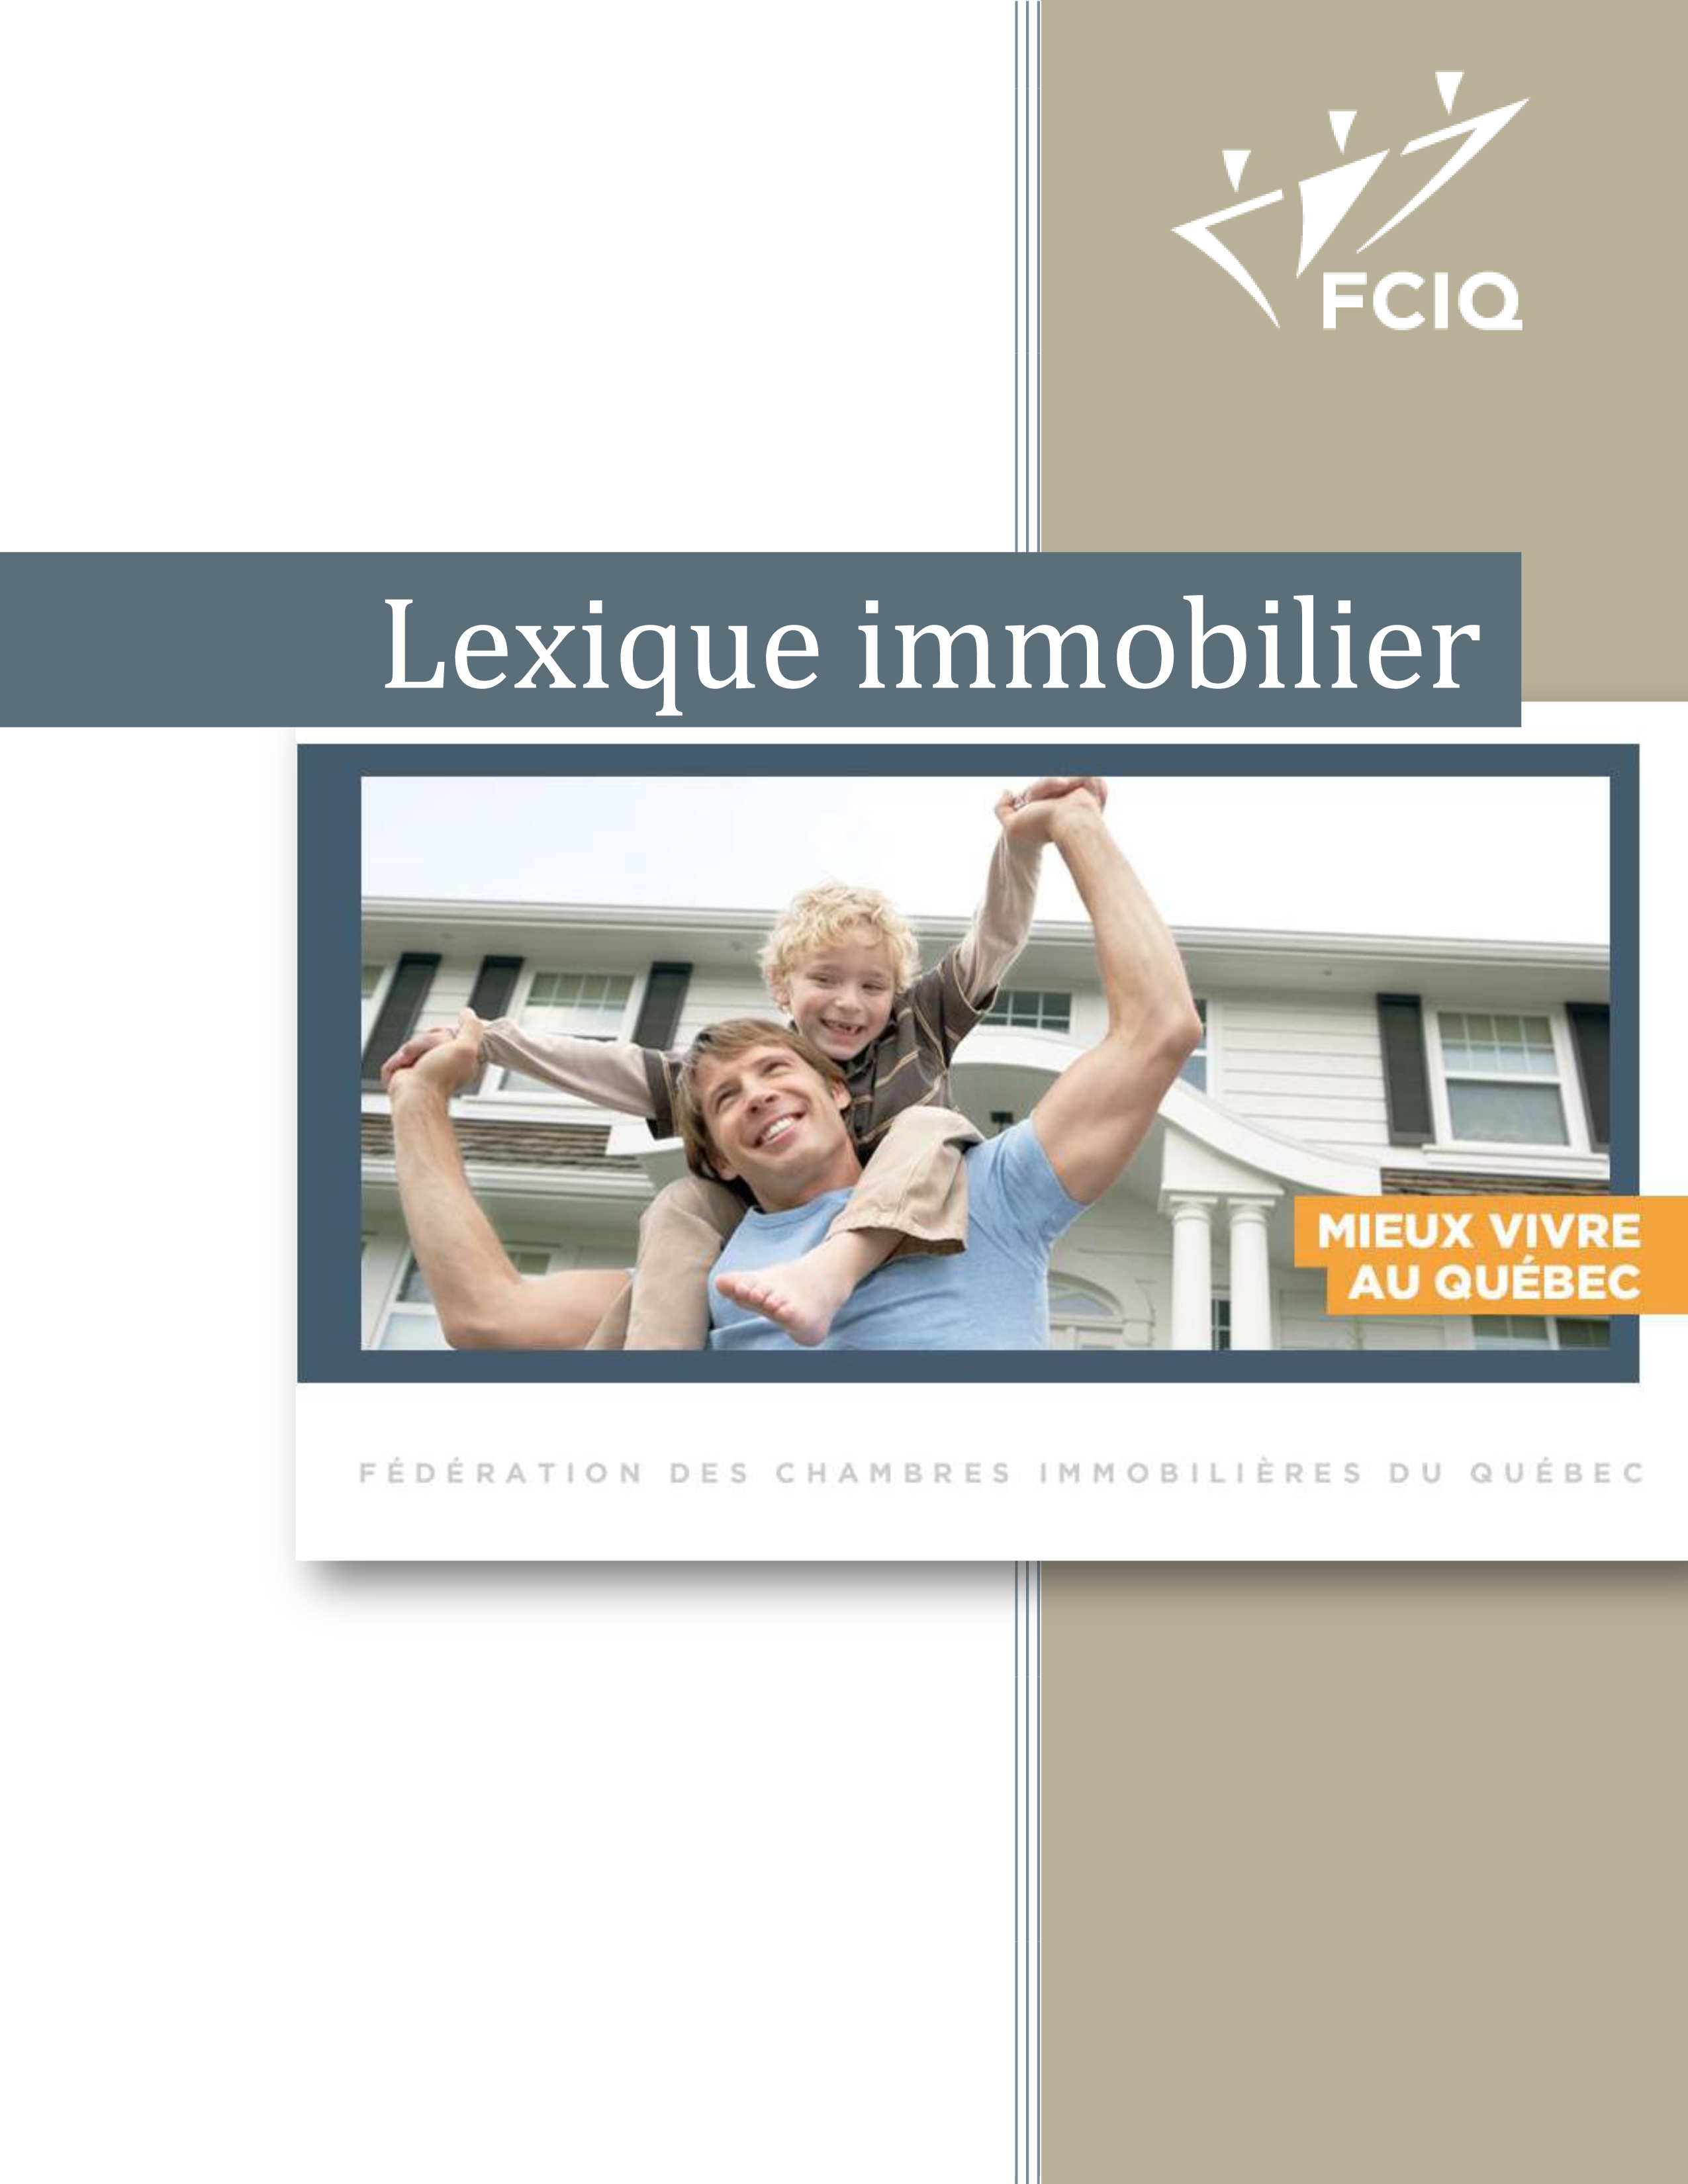 FCIQ
Lexique immobilier
MIEUX VIVRE
AU QUÉBEC
FÉDÉRATION DES CHAMBRES IMMOBILIÈRES DU QUÉBEC